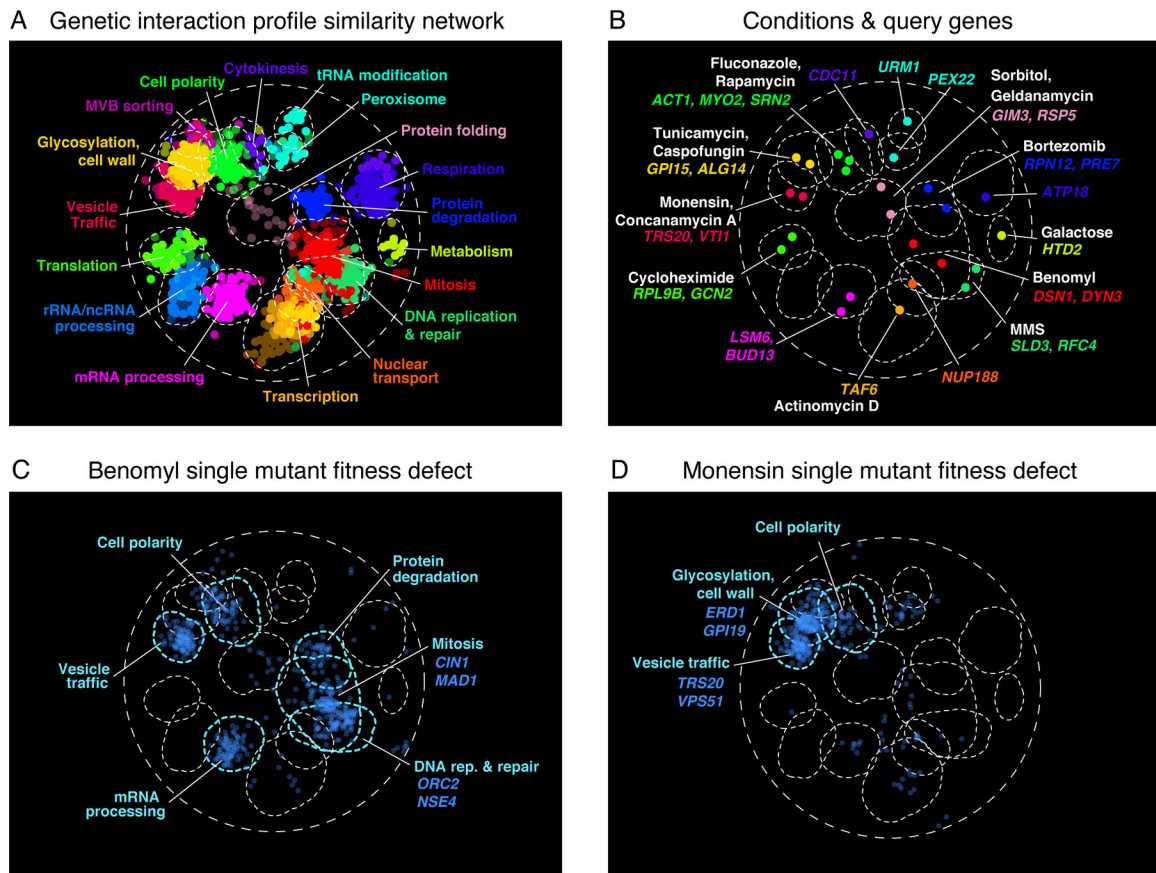 A Genetic interaction profile similarity network
Cytokinesis
Cell polarity
tRNA modification
MVB sorting
Peroxisome
Glycosylation,
cell wall
Protein folding
Respiration
Vesicle
Traffic
Protein
degradation
Translation
Metabolism
rRNA/ncRNA
processing
Mitosis
DNA replication
& repair
mRNA processing
Nuclear
transport
Transcription
B Conditions & query genes
Fluconazole,
Rapamycin
ACT1, MYO2, SRN2
CDC11
URM1
PEX22
Sorbitol,
Geldanamycin
GIM3, RSP5
Tunicamycin,
Caspofungin
GPI15, ALG14
Bortezomib
RPN12, PRE7
Monensin,
Concanamycin A
TRS20, VTI1
ATP18
Galactose
HTD2
Cycloheximide
RPL9B, GCN2
Benomyl
DSN1, DYN3
LSM6,
BUD13
MMS
SLD3, RFC4
TAF6
Actinomycin D
NUP188
C Benomyl single mutant fitness defect
Cell polarity
Protein
degradation
Vesicle
traffic
Mitosis
CIN1
MAD1
mRNA
processing
DNA rep. & repair
ORC2
NSE4
D Monensin single mutant fitness defect
Cell polarity
Glycosylation,
cell wall
ERD1
GPI19
Vesicle traffic
TRS20
VPS51